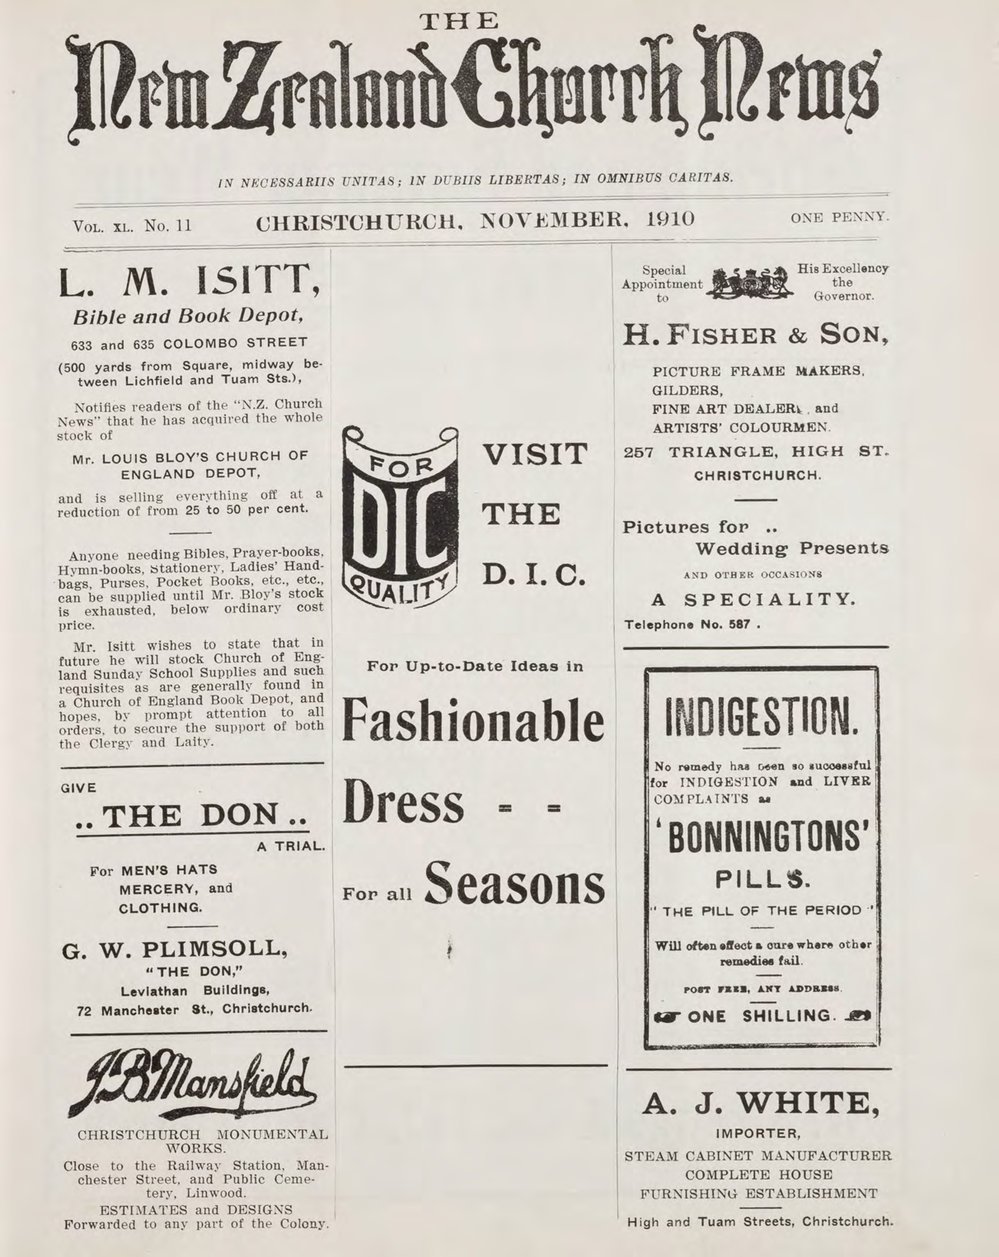 THE
New Zealand Church News
IN NECESSARIIS UNITAS; IN DUBIIS LIBERTAS; IN OMNIBUS CARITAS.
VOL. XL. No. 11 CHRISTCHURCH, NOVEMBER, 1910 ONE PENNY.
L. M. ISITT,
Bible and Book Depot,
633 and 635 COLOMBO STREET
(500 yards from Square, midway be-
tween Lichfield and Tuam Sts.),
Notifies readers of the "N.Z. Church
News" that he has acquired the whole
stock of
Mr. LOUIS BLOY'S CHURCH OF
ENGLAND DEPOT,
and is selling everything off at a
reduction of from 25 to 50 per cent.
Anyone needing Bibles, Prayer-books,
Hymn-books, Stationery, Ladies' Hand-
bags, Purses, Pocket Books, etc., etc.,
can be supplied until Mr. Bloy's stock
is exhausted, below ordinary cost
price.
Mr. Isitt wishes to state that in
future he will stock Church of Eng-
land Sunday School Supplies and such
requisites as are generally found in
a Church of England Book Depot, and
hopes, by prompt attention to all
orders, to secure the support of both
the Clergy and Laity.
GIVE
.. THE DON ..
A TRIAL.
For MEN'S HATS
MERCERY, and
CLOTHING.
G. W. PLIMSOLL,
"THE DON,"
Leviathan Buildings,
72 Manchester St., Christchurch.
J B Mansfield
CHRISTCHURCH MONUMENTAL
WORKS.
Close to the Railway Station, Man-
chester Street, and Public Ceme-
tery, Linwood.
ESTIMATES and DESIGNS
Forwarded to any part of the Colony.
FOR
DIC
QUALITY
VISIT
THE
D. I. C.
For Up-to-Date Ideas in
Fashionable
Dress - -
For all Seasons
Special Appointment to
His Excellency the Governor.
H. FISHER & SON,
PICTURE FRAME MAKERS,
GILDERS,
FINE ART DEALERS, and
ARTISTS' COLOURMEN.
257 TRIANGLE, HIGH ST.
CHRISTCHURCH.
Pictures for ..
Wedding Presents
AND OTHER OCCASIONS
A SPECIALITY.
Telephone No. 587 .
INDIGESTION.
No remedy has been so successful
for INDIGESTION and LIVER
COMPLAINTS as
'BONNINGTONS'
PILLS.
"THE PILL OF THE PERIOD"
Will often effect a cure where other
remedies fail.
POST FREE, ANY ADDRESS.
ONE SHILLING.
A. J. WHITE,
IMPORTER,
STEAM CABINET MANUFACTURER
COMPLETE HOUSE
FURNISHING ESTABLISHMENT
High and Tuam Streets, Christchurch.